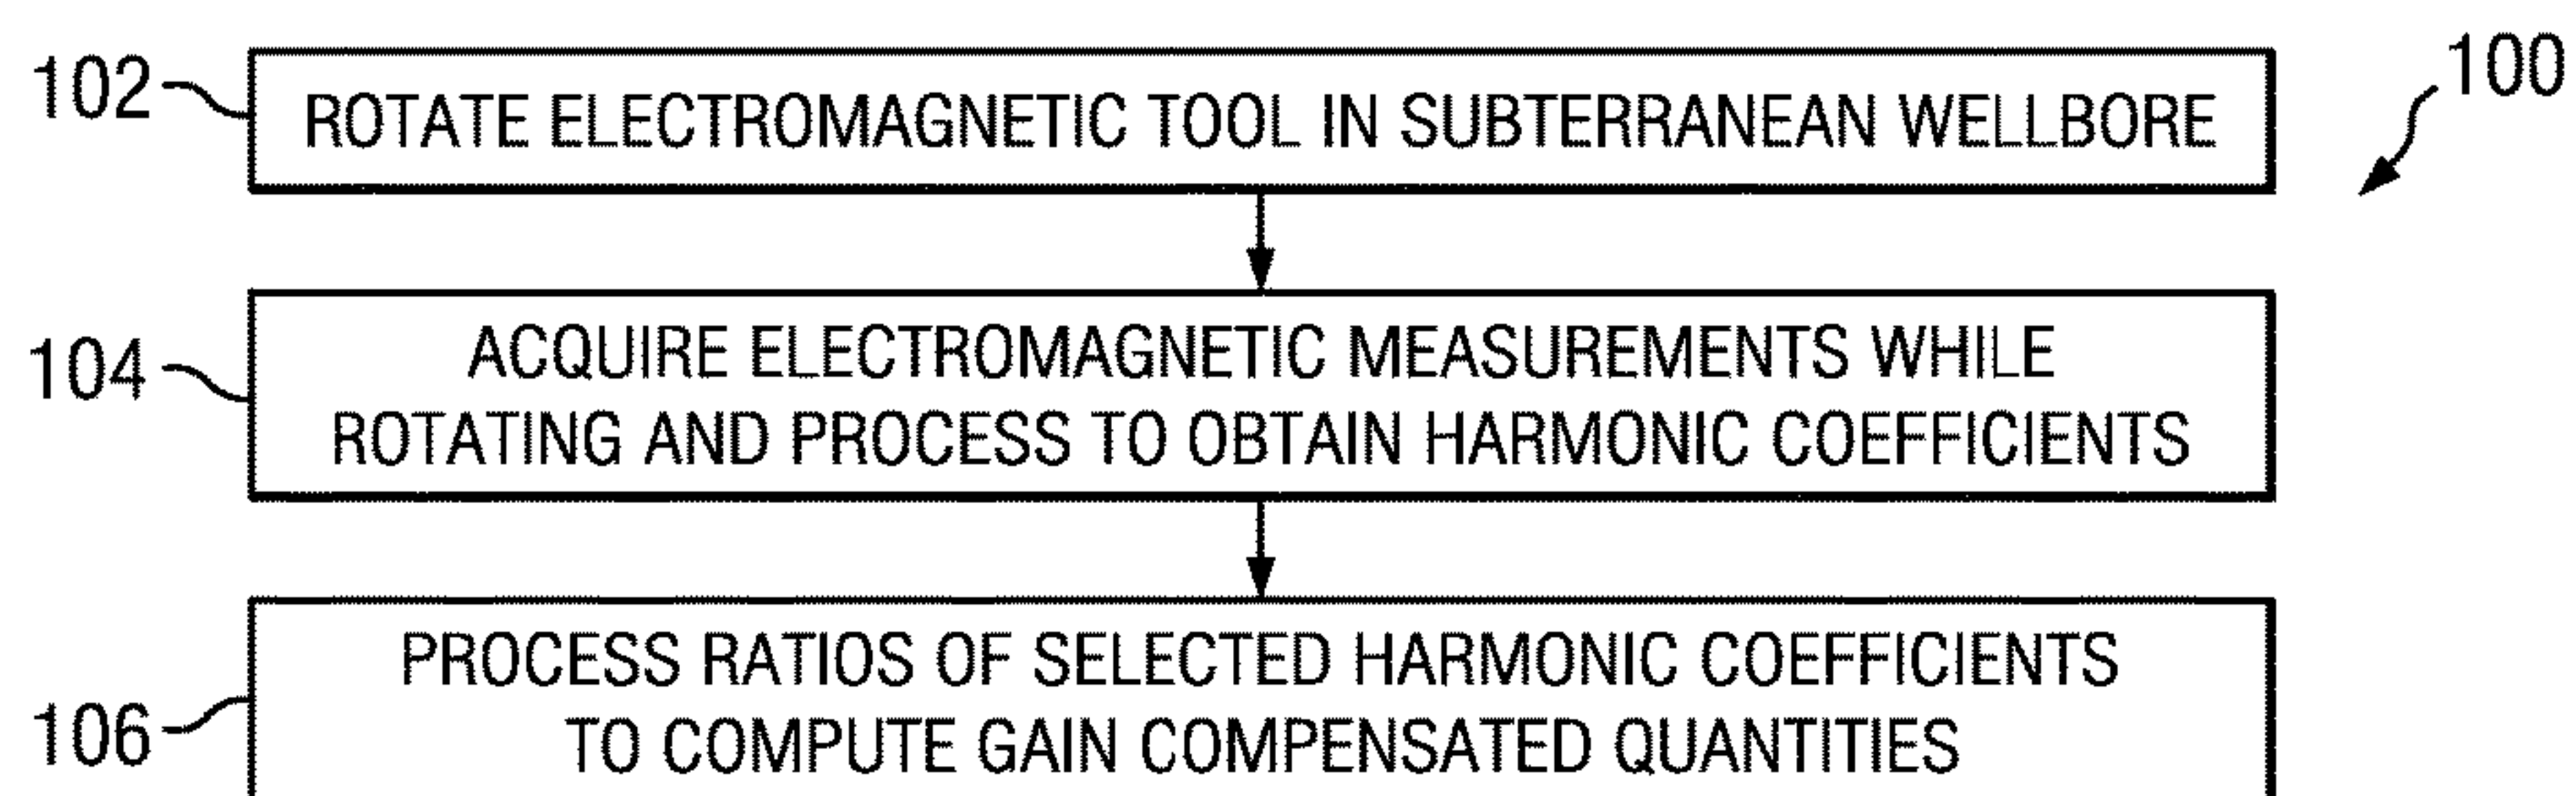 102
ROTATE ELECTROMAGNETIC TOOL IN SUBTERRANEAN WELLBORE
100
104
ACQUIRE ELECTROMAGNETIC MEASUREMENTS WHILE
ROTATING AND PROCESS TO OBTAIN HARMONIC COEFFICIENTS
106
PROCESS RATIOS OF SELECTED HARMONIC COEFFICIENTS
TO COMPUTE GAIN COMPENSATED QUANTITIES